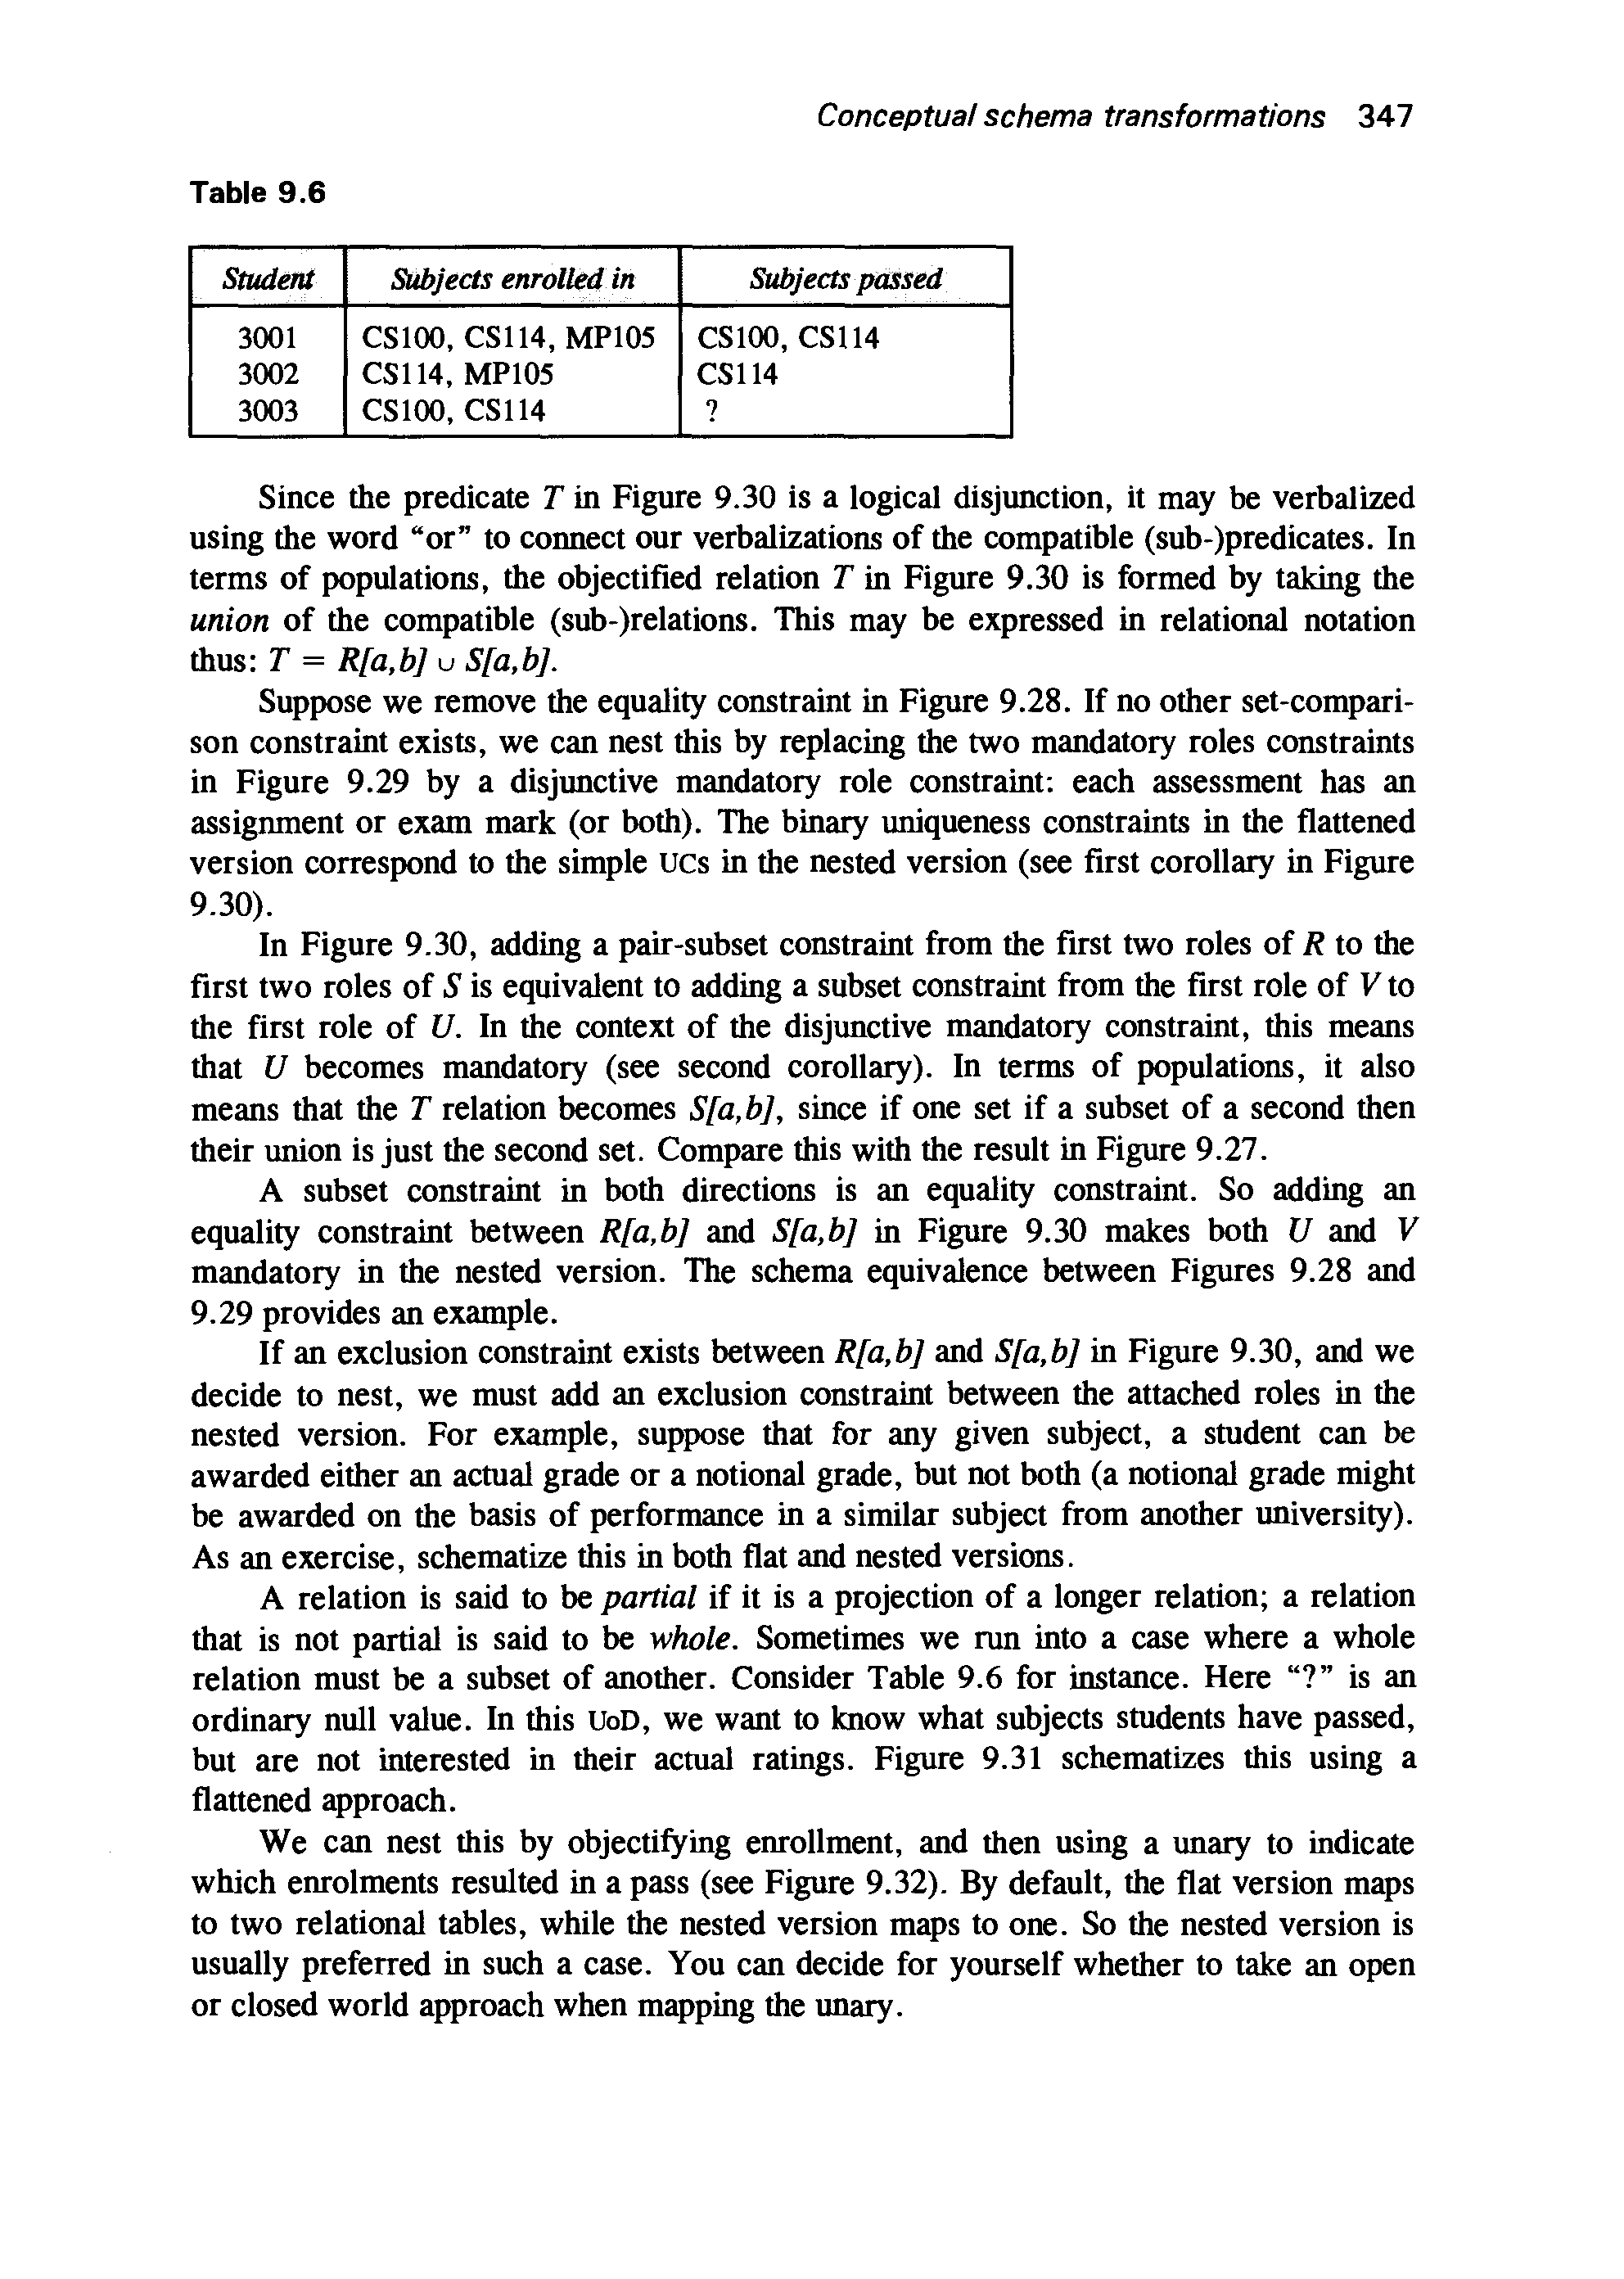 Conceptual schema transformations 347
Table 9.6
Student Subjects enrolled in Subjects passed
3001 CS100, CS114, MP105 CS100, CS114
3002 CS114, MP105 CS114
3003 CS100, CS114 ?
Since the predicate T in Figure 9.30 is a logical disjunction, it may be verbalized
using the word “or” to connect our verbalizations of the compatible (sub-)predicates. In
terms of populations, the objectified relation T in Figure 9.30 is formed by taking the
union of the compatible (sub-)relations. This may be expressed in relational notation
thus: T = R[a,b] ∪ S[a,b].
Suppose we remove the equality constraint in Figure 9.28. If no other set-compari-
son constraint exists, we can nest this by replacing the two mandatory roles constraints
in Figure 9.29 by a disjunctive mandatory role constraint: each assessment has an
assignment or exam mark (or both). The binary uniqueness constraints in the flattened
version correspond to the simple UCs in the nested version (see first corollary in Figure
9.30).
In Figure 9.30, adding a pair-subset constraint from the first two roles of R to the
first two roles of S is equivalent to adding a subset constraint from the first role of V to
the first role of U. In the context of the disjunctive mandatory constraint, this means
that U becomes mandatory (see second corollary). In terms of populations, it also
means that the T relation becomes S[a,b], since if one set if a subset of a second then
their union is just the second set. Compare this with the result in Figure 9.27.
A subset constraint in both directions is an equality constraint. So adding an
equality constraint between R[a,b] and S[a,b] in Figure 9.30 makes both U and V
mandatory in the nested version. The schema equivalence between Figures 9.28 and
9.29 provides an example.
If an exclusion constraint exists between R[a,b] and S[a,b] in Figure 9.30, and we
decide to nest, we must add an exclusion constraint between the attached roles in the
nested version. For example, suppose that for any given subject, a student can be
awarded either an actual grade or a notional grade, but not both (a notional grade might
be awarded on the basis of performance in a similar subject from another university).
As an exercise, schematize this in both flat and nested versions.
A relation is said to be partial if it is a projection of a longer relation; a relation
that is not partial is said to be whole. Sometimes we run into a case where a whole
relation must be a subset of another. Consider Table 9.6 for instance. Here “?” is an
ordinary null value. In this UoD, we want to know what subjects students have passed,
but are not interested in their actual ratings. Figure 9.31 schematizes this using a
flattened approach.
We can nest this by objectifying enrollment, and then using a unary to indicate
which enrolments resulted in a pass (see Figure 9.32). By default, the flat version maps
to two relational tables, while the nested version maps to one. So the nested version is
usually preferred in such a case. You can decide for yourself whether to take an open
or closed world approach when mapping the unary.